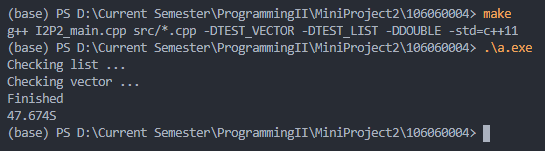 (base) PS D:\Current Semester\ProgrammingII\MiniProject2\106060004> make
g++ I2P2_main.cpp src/*.cpp -DTEST_VECTOR -DTEST_LIST -DDOUBLE -std=c++11
(base) PS D:\Current Semester\ProgrammingII\MiniProject2\106060004> .\a.exe
Checking list ...
Checking vector ...
Finished
47.674S
(base) PS D:\Current Semester\ProgrammingII\MiniProject2\106060004>